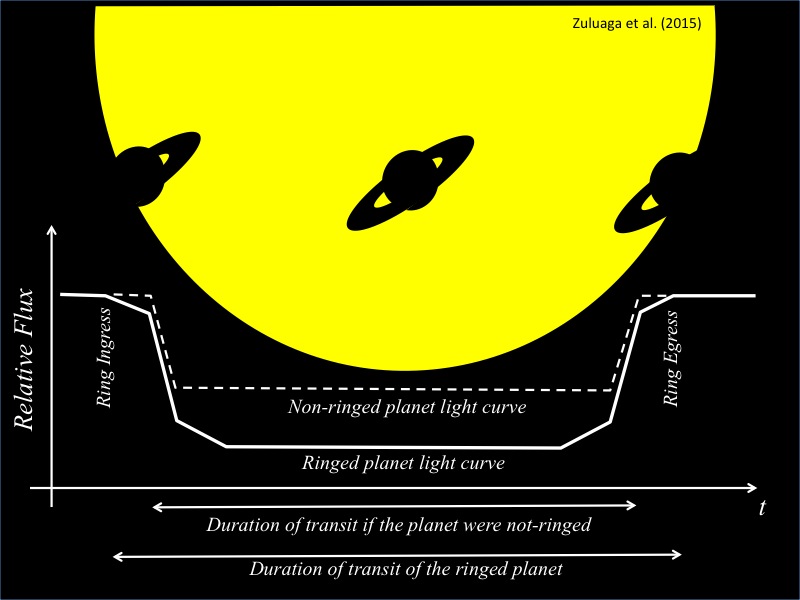 Zuluaga et al. (2015)
Relative Flux
Ring Ingress
Ring Egress
Non-ringed planet light curve
Ringed planet light curve
t
Duration of transit if the planet were not-ringed
Duration of transit of the ringed planet